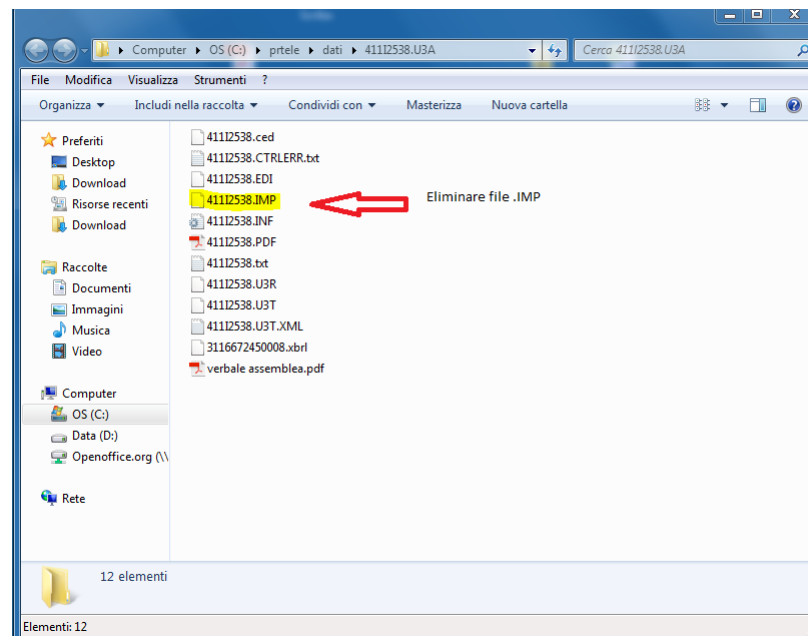 Computer ▸ OS (C:) ▸ prtele ▸ dati ▸ 411I2538.U3A
Cerca 411I2538.U3A
File Modifica Visualizza Strumenti ?
Organizza Includi nella raccolta Condividi con Masterizza Nuova cartella
Preferiti
Desktop
Download
Risorse recenti
Download
Raccolte
Documenti
Immagini
Musica
Video
Computer
OS (C:)
Data (D:)
Openoffice.org (\\
Rete
411I2538.ced
411I2538.CTRLERR.txt
411I2538.EDI
411I2538.IMP
Eliminare file .IMP
411I2538.INF
411I2538.PDF
411I2538.txt
411I2538.U3R
411I2538.U3T
411I2538.U3T.XML
3116672450008.xbrl
verbale assemblea.pdf
12 elementi
Elementi: 12